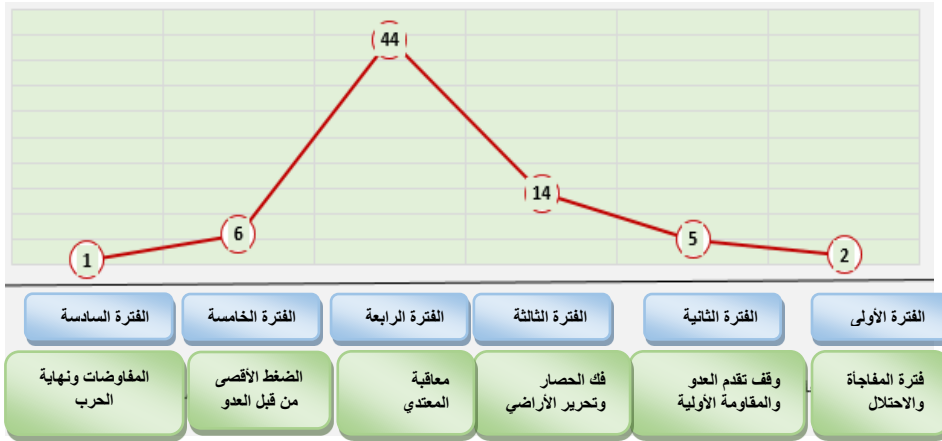 44
14
6
5
2
1
الفترة الأولى
الفترة الثانية
الفترة الثالثة
الفترة الرابعة
الفترة الخامسة
الفترة السادسة
فترة المفاجأة
والاحتلال
وقف تقدم العدو
والمقاومة الأولية
فك الحصار
وتحرير الأراضي
معاقبة
المعتدي
الضغط الأقصى
من قبل العدو
المفاوضات ونهاية
الحرب